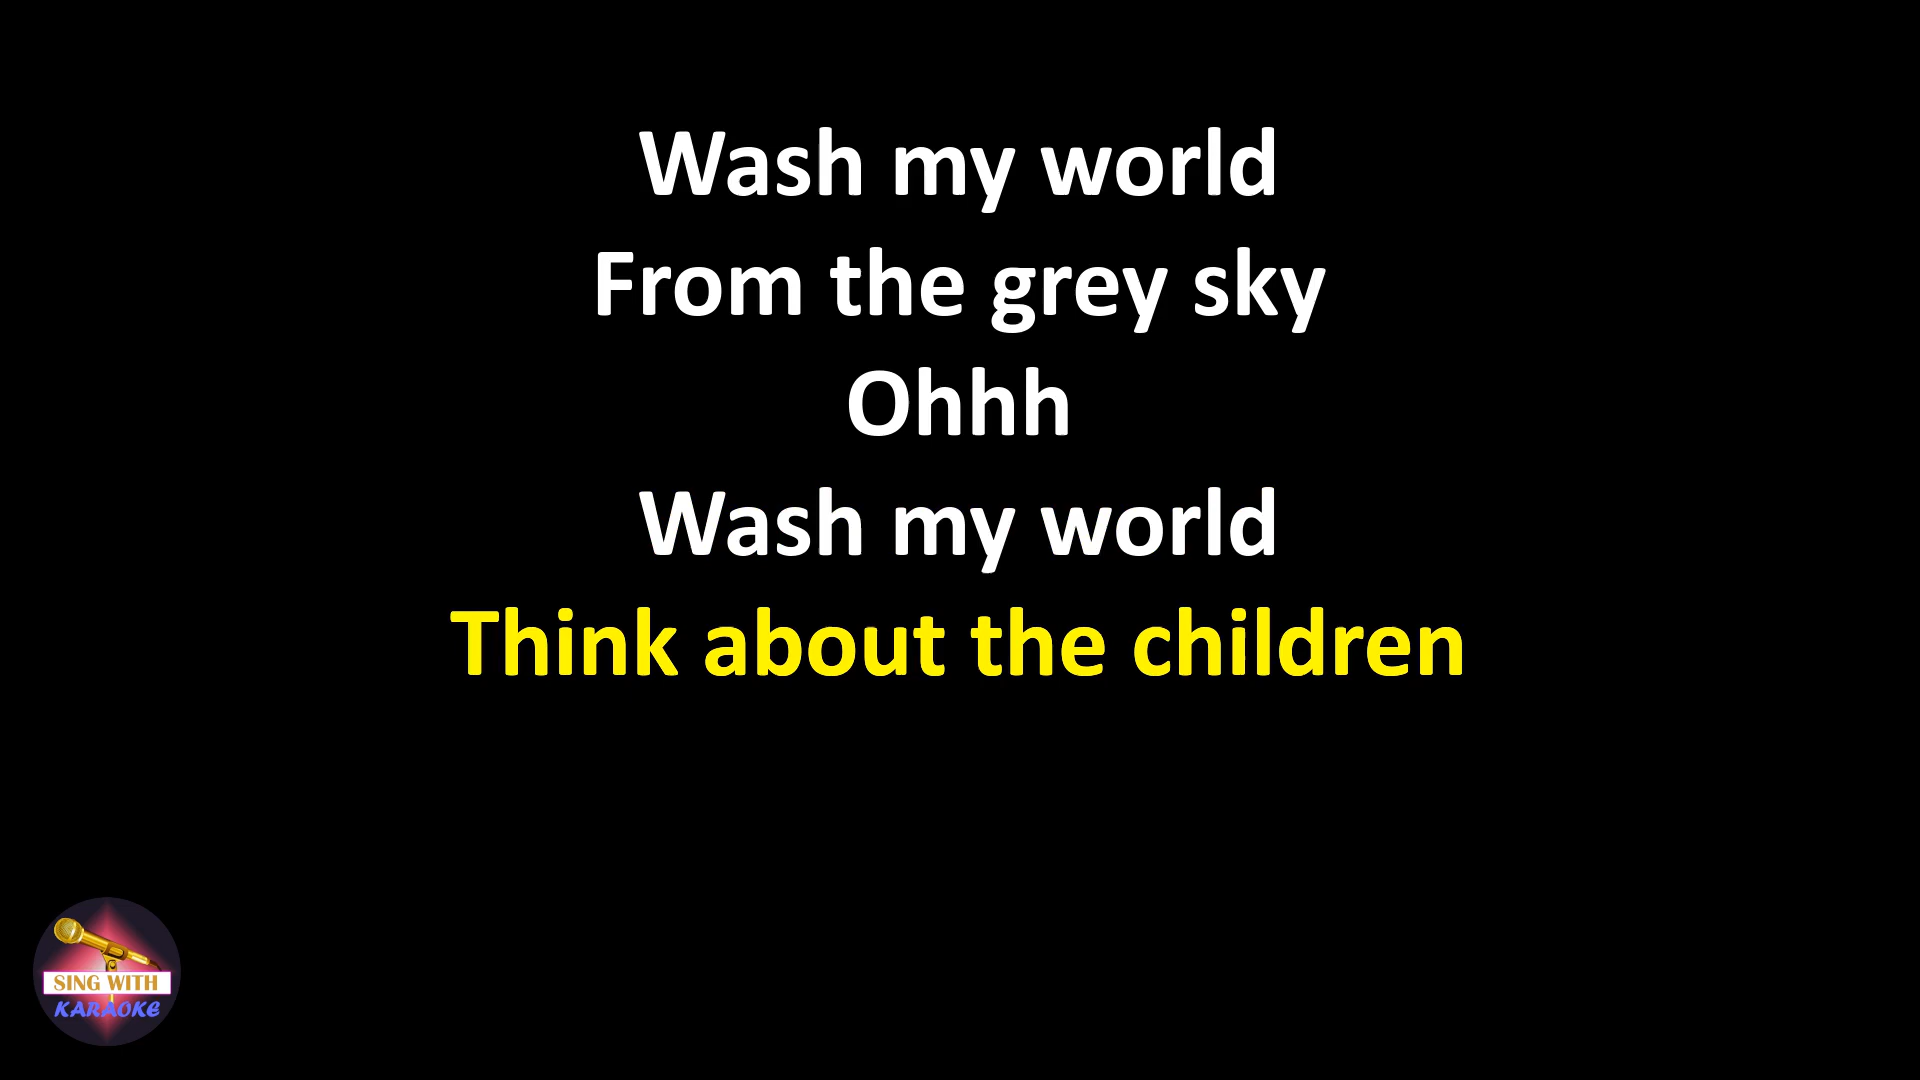 Wash my world
From the grey sky
Ohhh
Wash my world
Think about the children
SING WITH
KARAOKE